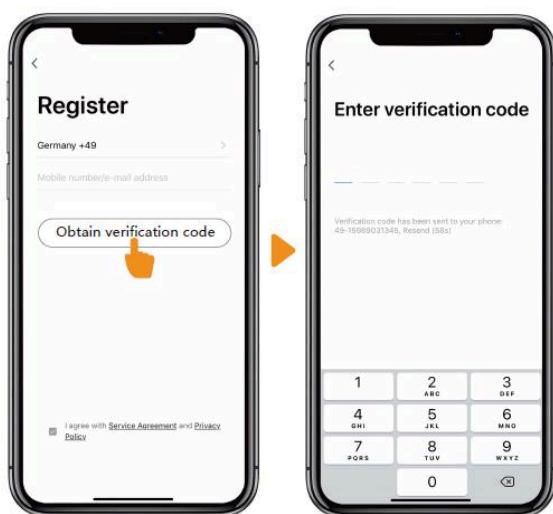 Register
Germany +49
Mobile number/e-mail address
Obtain verification code
I agree with Service Agreement and Privacy
Policy
Enter verification code
Verification code has been sent to your phone:
49-15989031345, Resend (58s)
1
2
ABC
3
DEF
4
GHI
5
JKL
6
MNO
7
PQRS
8
TUV
9
WXYZ
0